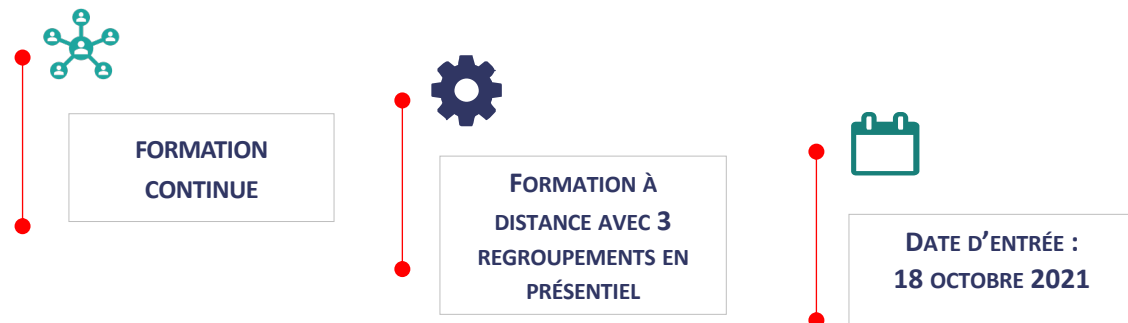 FORMATION
CONTINUE
FORMATION À
DISTANCE AVEC 3
REGROUPEMENTS EN
PRÉSENTIEL
DATE D’ENTRÉE :
18 OCTOBRE 2021